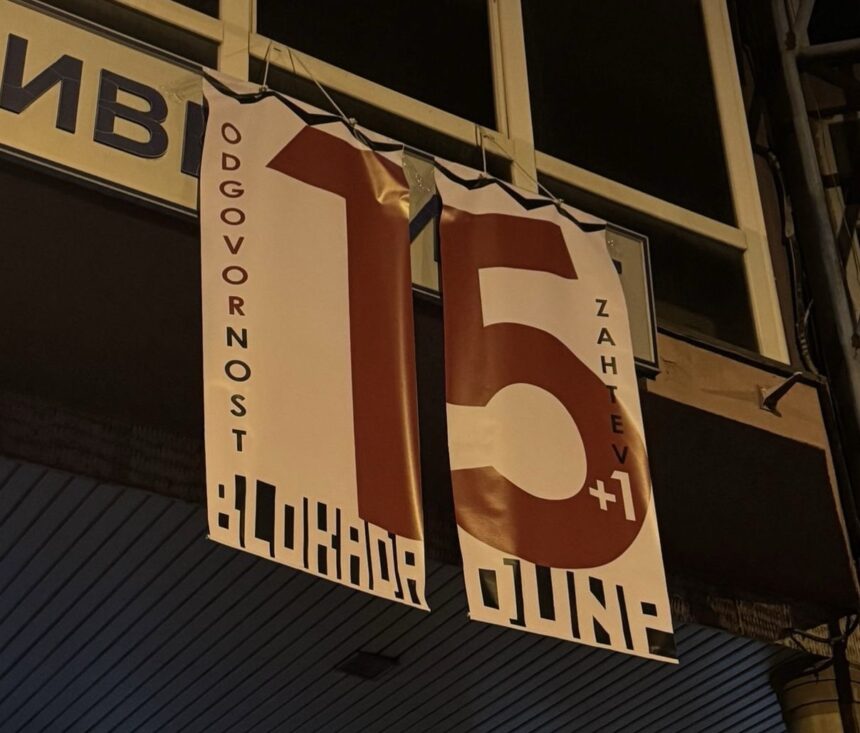 ИВ
ODGOVORNOST
15
ZAHTEV
+1
BLOKADA DUNP